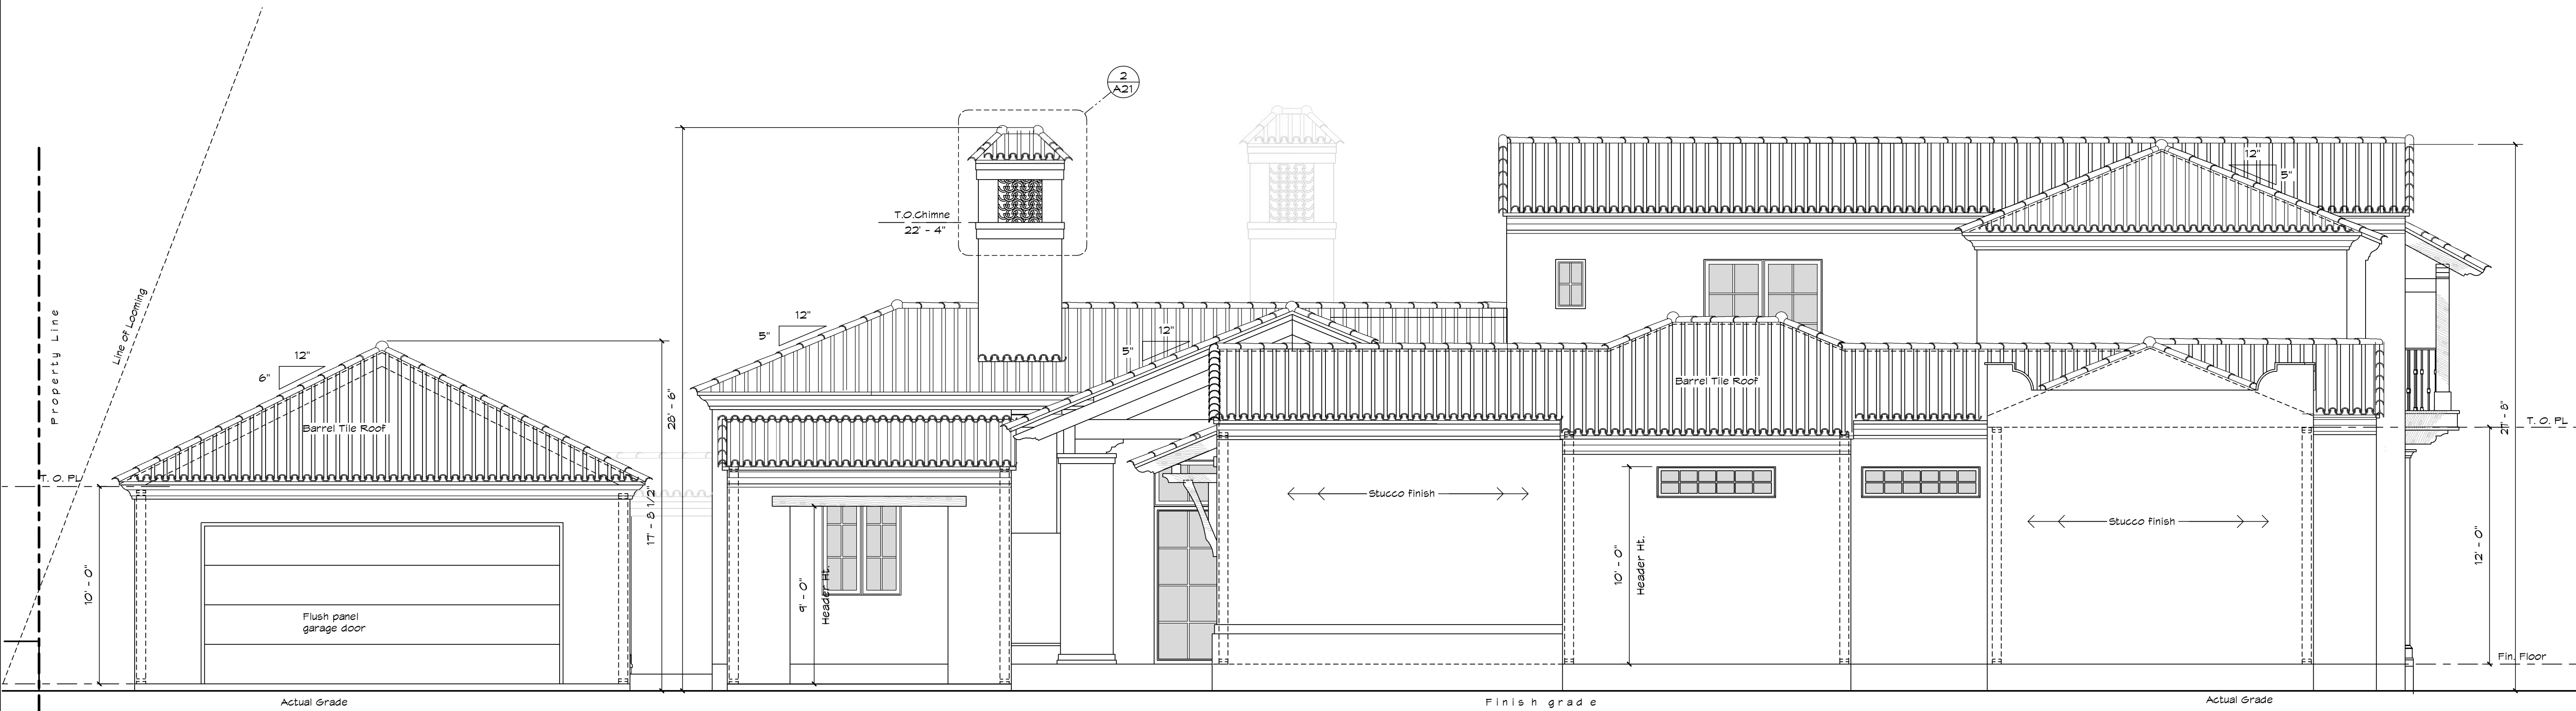 2
A21
12"
5"
T.O.Chimne
22' - 4"
Property Line
Line of Looming
12"
5"
12"
5"
12"
6"
28' - 6"
17' - 8 1/2"
Barrel Tile Roof
Barrel Tile Roof
27' - 8"
T. O. PL
T. O. PL
Stucco finish
Stucco finish
10' - 0"
9' - 0"
Header Ht.
10' - 0"
Header Ht.
12' - 0"
Flush panel
garage door
Fin. Floor
Actual Grade
Finish grade
Actual Grade